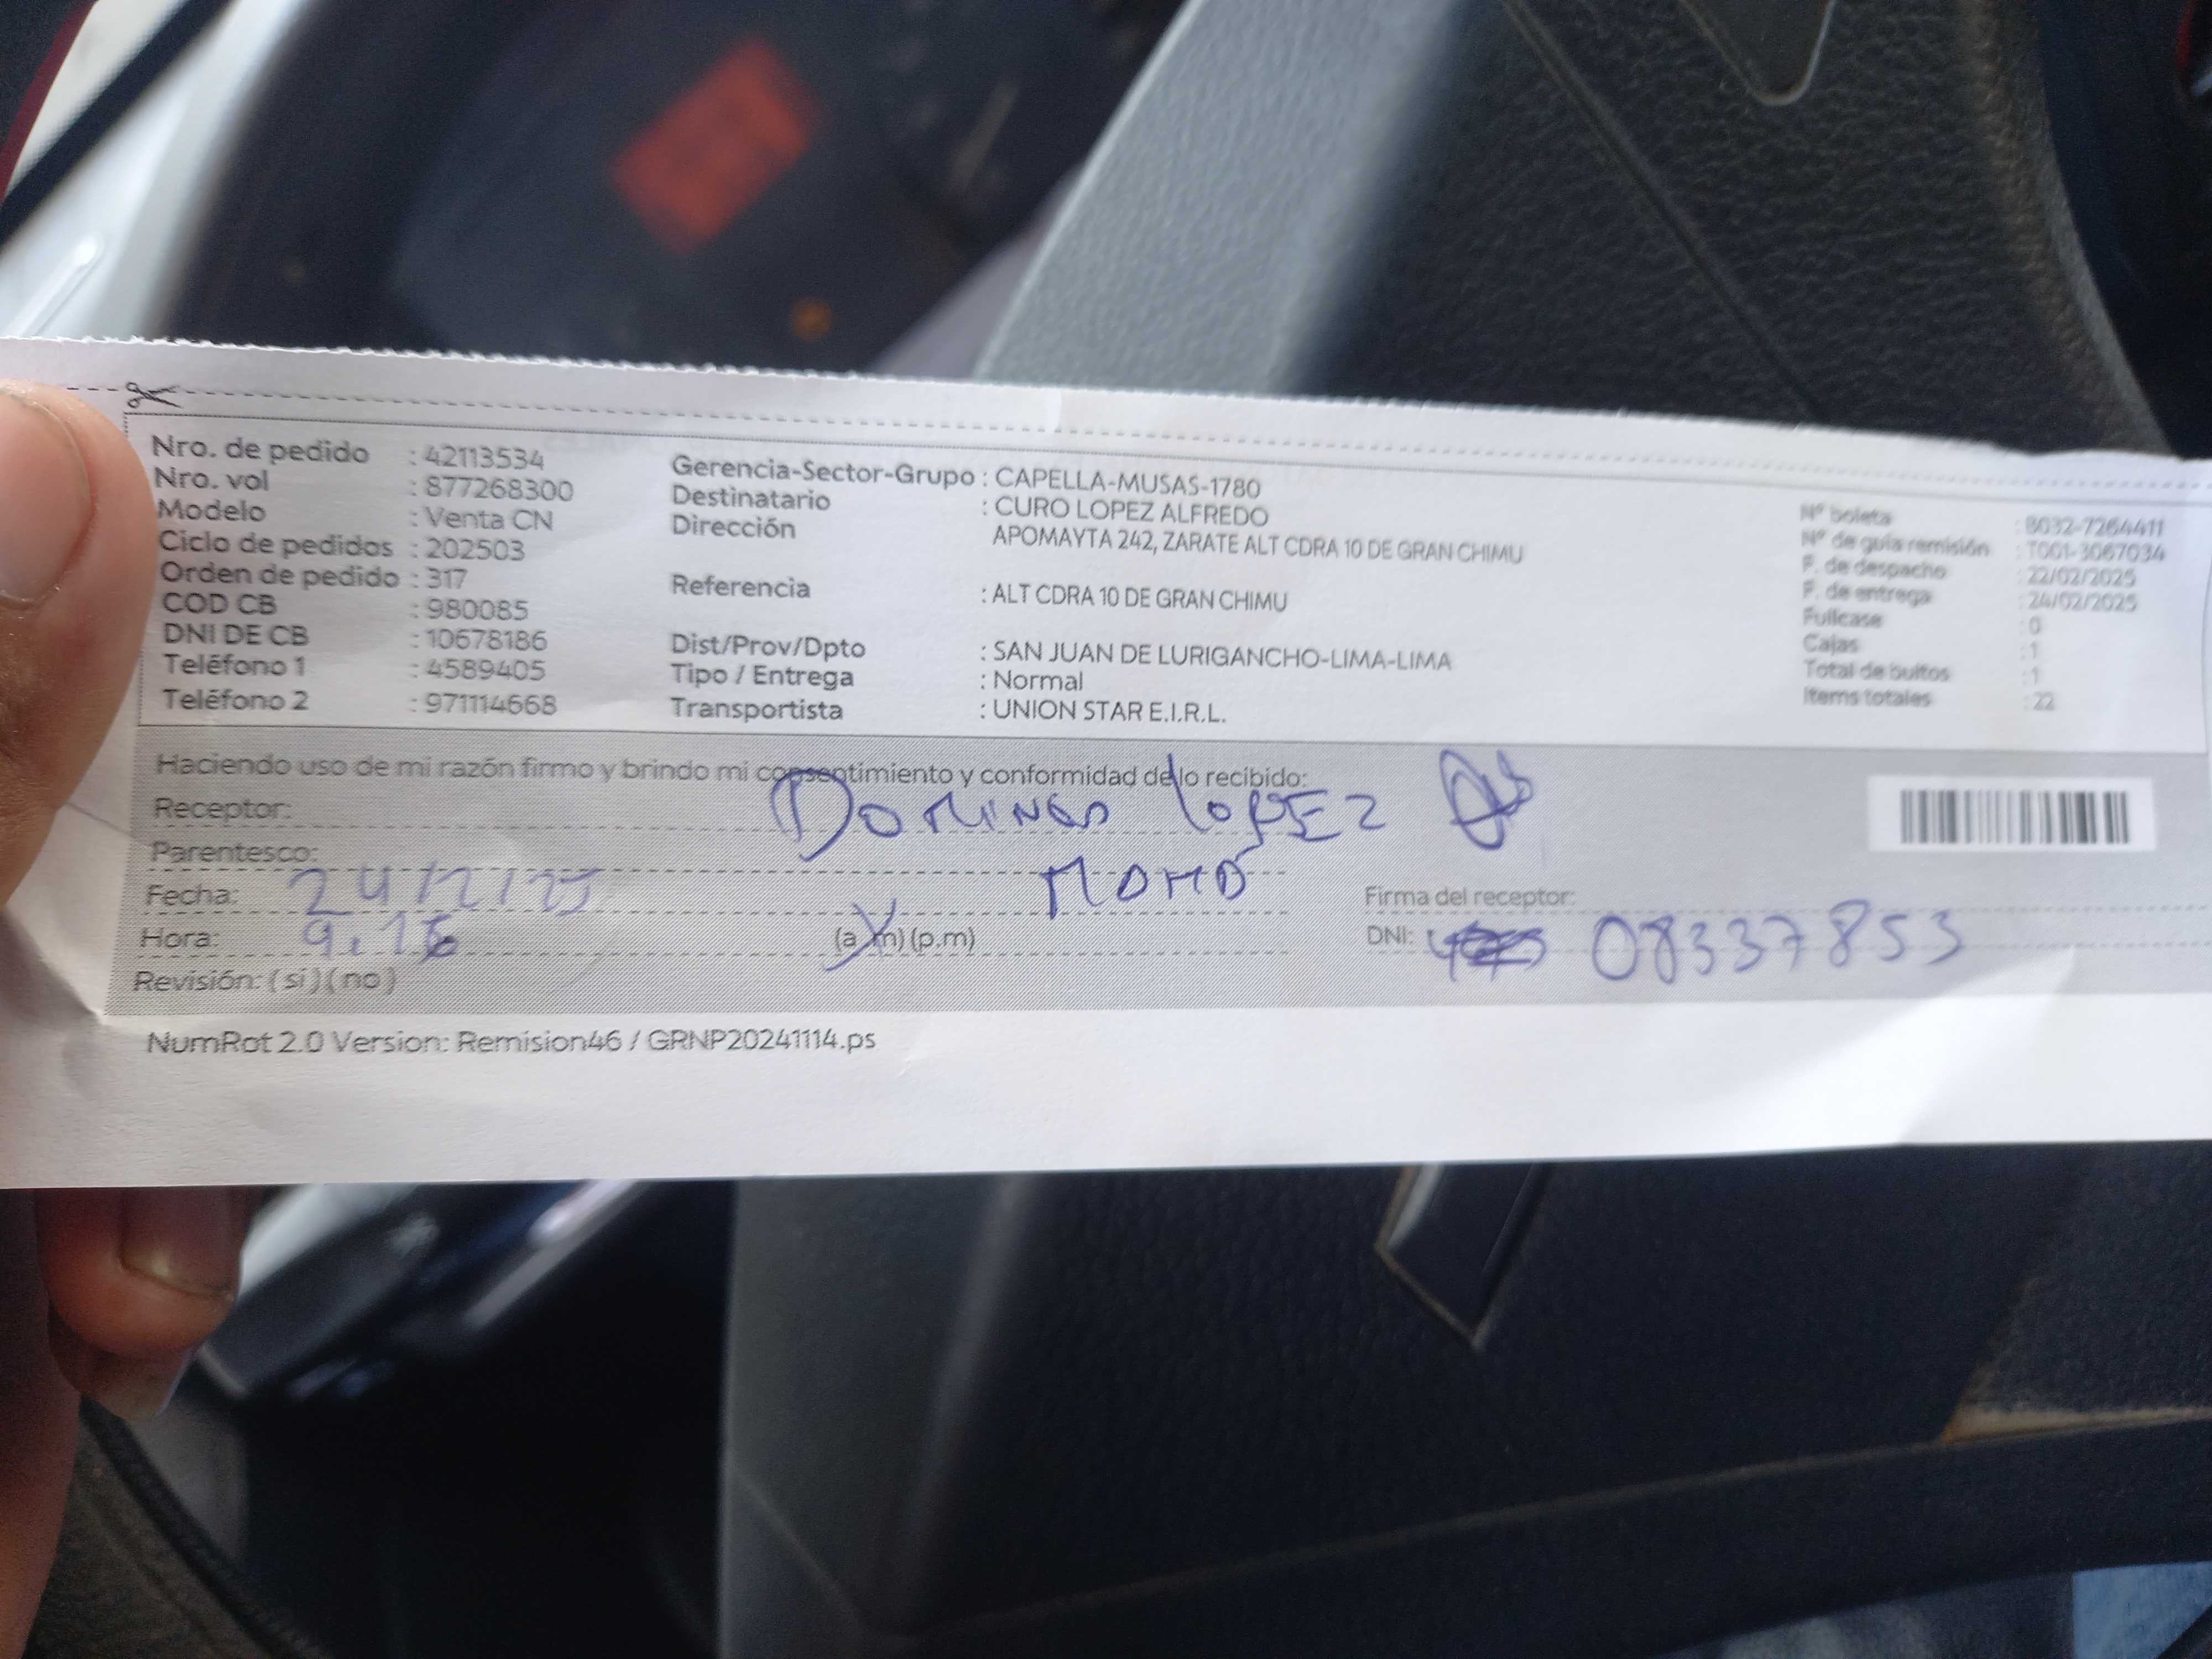 Nro. de pedido : 42113534
Nro. vol : 877268300
Modelo : Venta CN
Ciclo de pedidos : 202503
Orden de pedido : 317
COD CB : 980085
DNI DE CB : 10678186
Teléfono 1 : 4589405
Teléfono 2 : 971114668
Gerencia-Sector-Grupo : CAPELLA-MUSAS-1780
Destinatario : CURO LOPEZ ALFREDO
Dirección APOMAYTA 242, ZARATE ALT CDRA 10 DE GRAN CHIMU
Referencia : ALT CDRA 10 DE GRAN CHIMU
Dist/Prov/Dpto : SAN JUAN DE LURIGANCHO-LIMA-LIMA
Tipo / Entrega : Normal
Transportista : UNION STAR E.I.R.L.
Nº boleta : B032-7264411
Nº de guía remisión : T001-3067034
F. de despacho : 22/02/2025
F. de entrega : 24/02/2025
Fullcase : 0
Cajas : 1
Total de bultos : 1
Items totales : 22
Haciendo uso de mi razón firmo y brindo mi consentimiento y conformidad de lo recibido:
Receptor: DOMINGO LOPEZ
Parentesco:
Fecha: 24/2/25
Hora: (a.m) (p.m)
Firma del receptor:
DNI: 08337853
Revisión: (si) (no)
NumRot 2.0 Version: Remision46 / GRNP20241114.ps